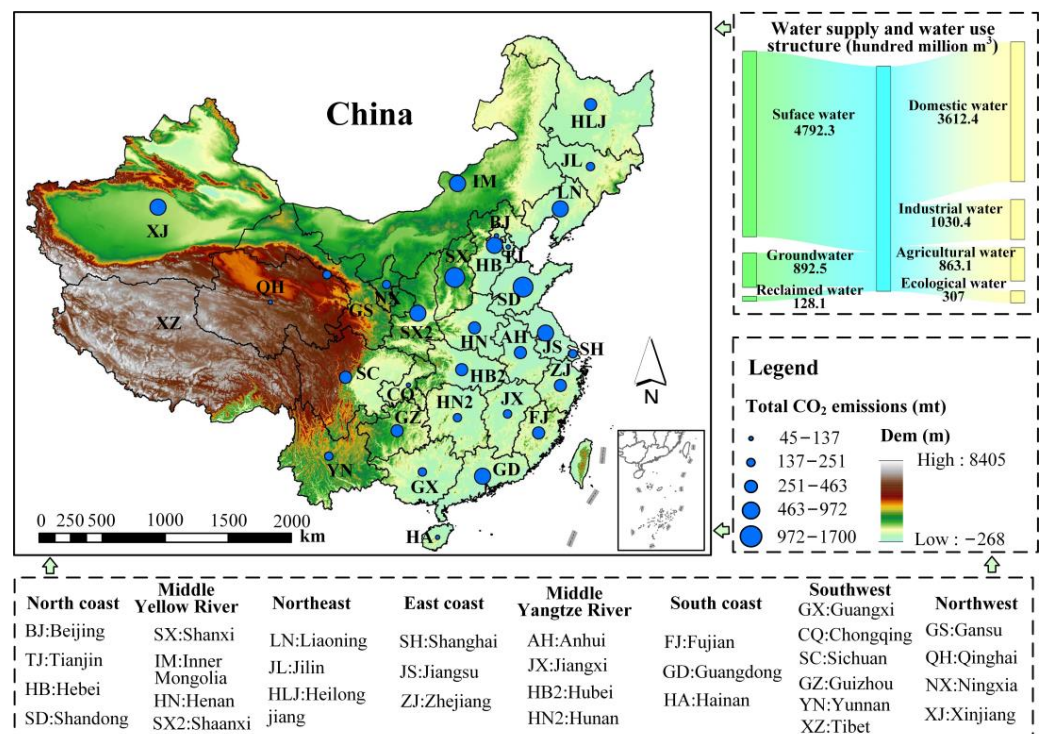 China
HLJ
JL
LN
IM
XJ
BJ
TJ
HB
SX
SD
QH
GS
NX
XZ
SX2
HN
AH
JS
SH
SC
CQ
HB2
ZJ
HN2
JX
GZ
FJ
YN
GX
GD
HA
N
0 250 500 1000 1500 2000
km
Water supply and water use
structure (hundred million m³)
Suface water
4792.3
Domestic water
3612.4
Industrial water
1030.4
Groundwater
892.5
Agricultural water
863.1
Reclaimed water
128.1
Ecological water
307
Legend
Total CO₂ emissions (mt)
45−137
137−251
251−463
463−972
972−1700
Dem (m)
High : 8405
Low : −268
North coast
BJ:Beijing
TJ:Tianjin
HB:Hebei
SD:Shandong
Middle
Yellow River
SX:Shanxi
IM:Inner
Mongolia
HN:Henan
SX2:Shaanxi
Northeast
LN:Liaoning
JL:Jilin
HLJ:Heilong
jiang
East coast
SH:Shanghai
JS:Jiangsu
ZJ:Zhejiang
Middle
Yangtze River
AH:Anhui
JX:Jiangxi
HB2:Hubei
HN2:Hunan
South coast
FJ:Fujian
GD:Guangdong
HA:Hainan
Southwest
GX:Guangxi
CQ:Chongqing
SC:Sichuan
GZ:Guizhou
YN:Yunnan
XZ:Tibet
Northwest
GS:Gansu
QH:Qinghai
NX:Ningxia
XJ:Xinjiang